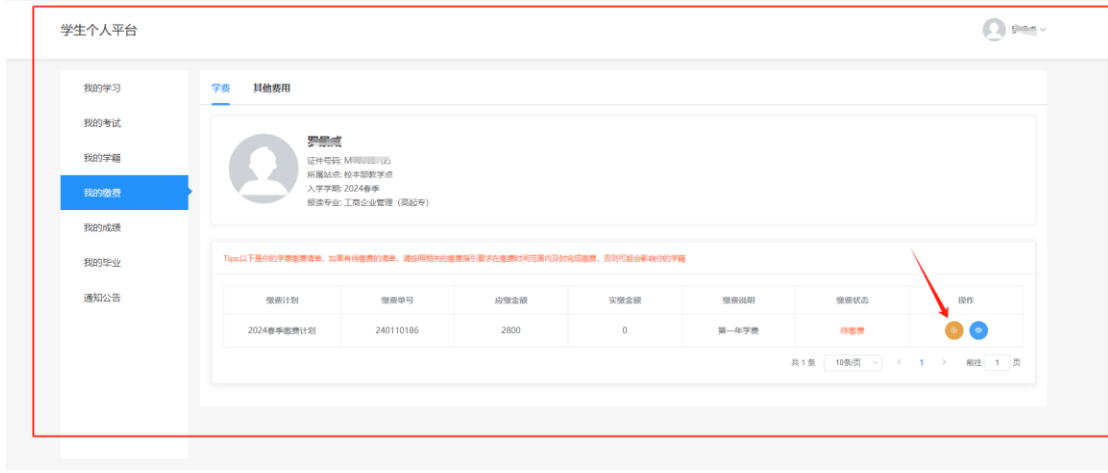 学生个人平台
我的学习
我的考试
我的学籍
我的缴费
我的成绩
我的毕业
通知公告
学费 其他费用
证件号码: M
所属站点: 校本部教学点
入学学期: 2024春季
报读专业: 工商企业管理（高起专）
Tips:以下是你的学费缴费清单，如果有待缴费的清单，请按照相关的缴费指引要求在缴费时间范围内及时完成缴费，否则可能会影响你的学籍
缴费计划 缴费单号 应缴金额 实缴金额 缴费说明 缴费状态 操作
2024春季缴费计划 240110186 2800 0 第一年学费 待缴费
共 1 条 10条/页 < 1 > 前往 1 页